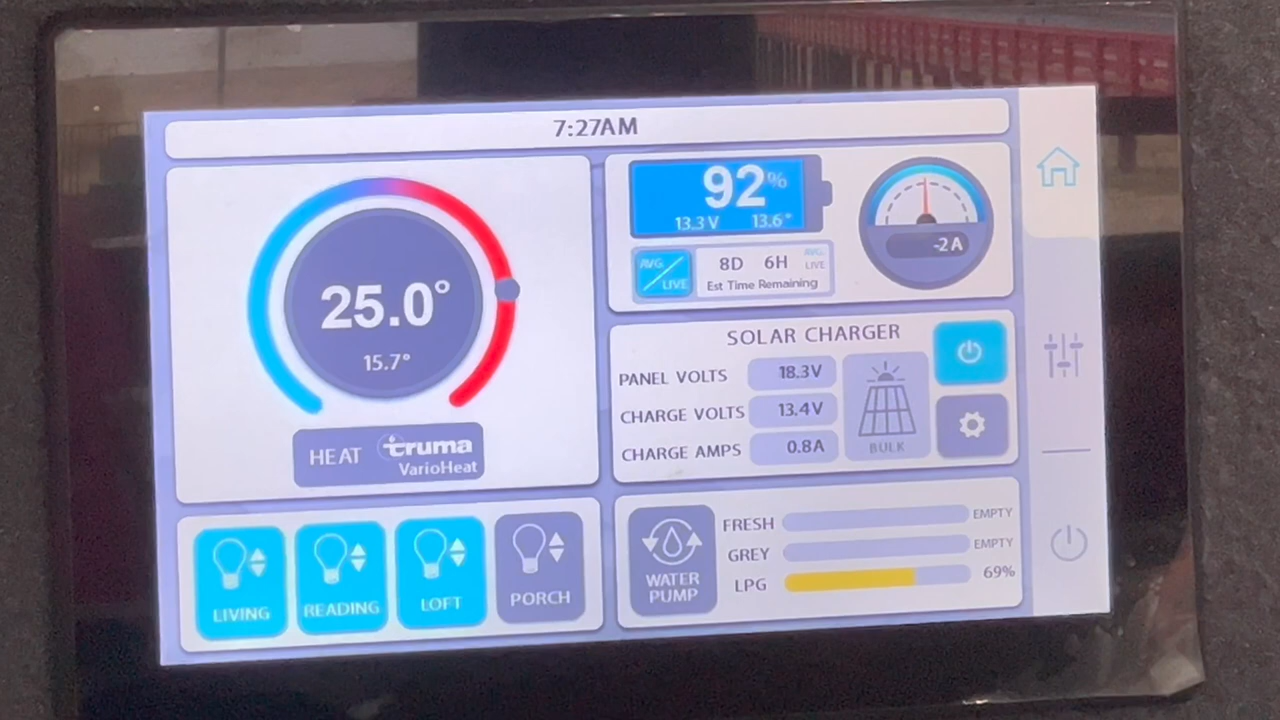 7:27AM
25.0°
15.7°
HEAT truma
VarioHeat
92%
13.3V 13.6°
AVG
LIVE
8D 6H
AVG
LIVE
Est Time Remaining
-2A
SOLAR CHARGER
PANEL VOLTS 18.3V
CHARGE VOLTS 13.4V
CHARGE AMPS 0.8A
BULK
LIVING
READING
LOFT
PORCH
WATER
PUMP
FRESH EMPTY
GREY EMPTY
LPG 69%